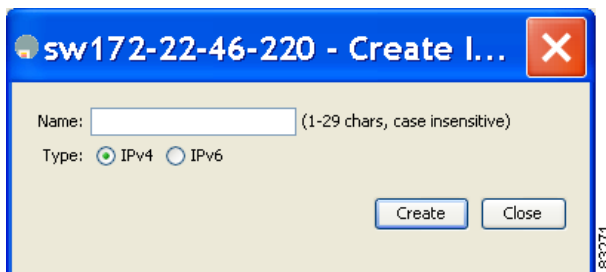 sw172-22-46-220 - Create I...
Name: (1-29 chars, case insensitive)
Type: IPv4 IPv6
Create Close